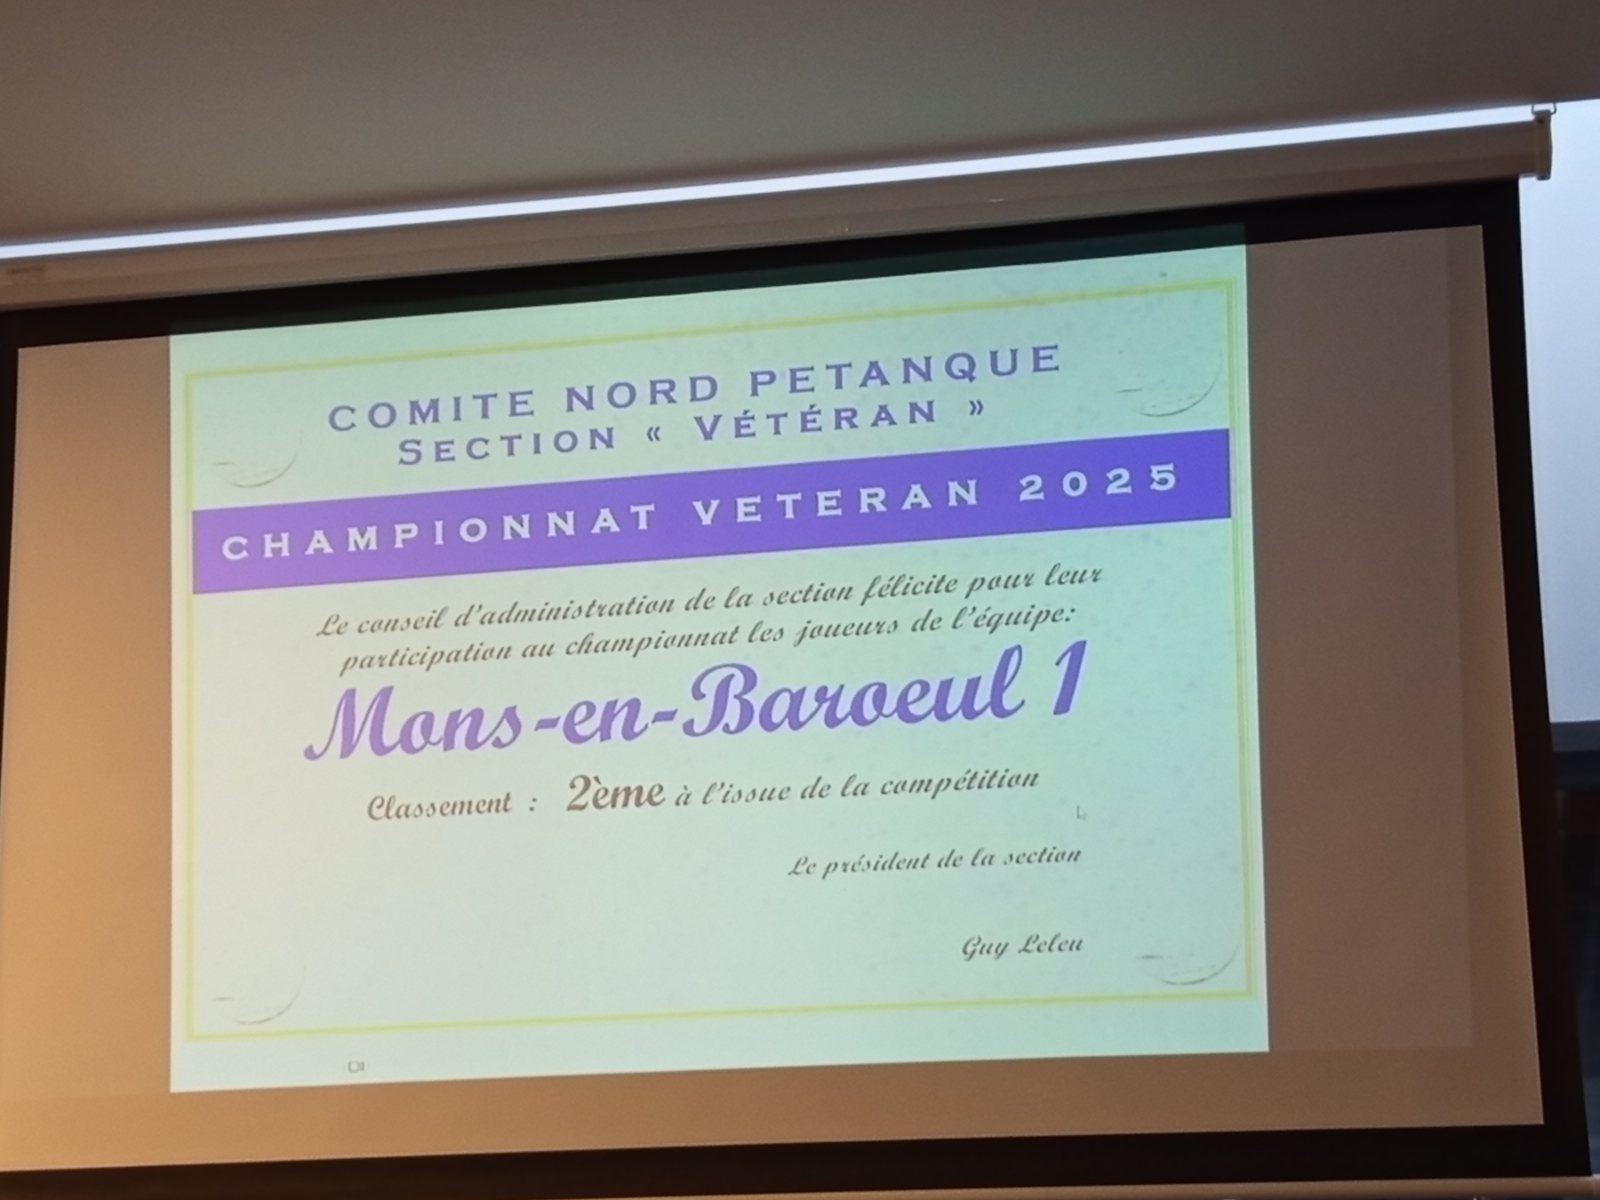 COMITE NORD PETANQUE
SECTION « VÉTÉRAN »
CHAMPIONNAT VETERAN 2025
Le conseil d'administration de la section félicite pour leur
participation au championnat les joueurs de l'équipe:
Mons-en-Baroeul 1
Classement : 2ème à l'issue de la compétition
Le président de la section
Guy Leleu